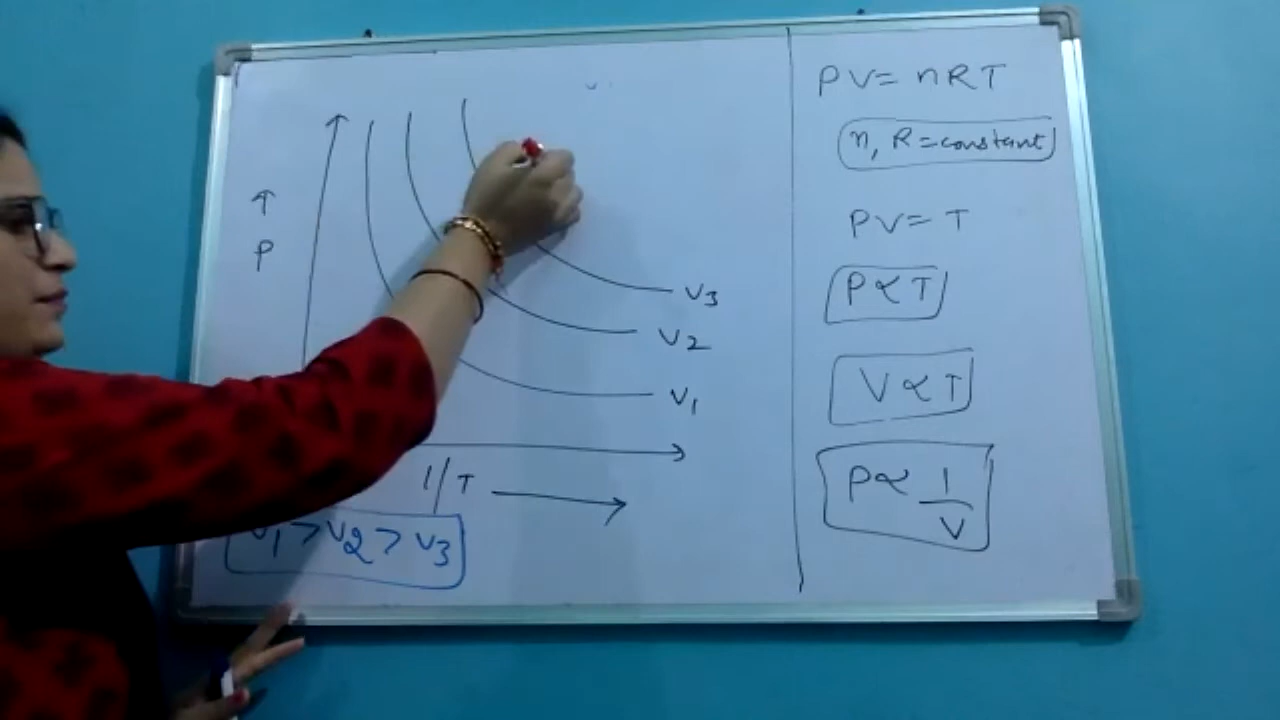 ↑
P
V3
V2
V1
1/T →
V1 > V2 > V3
PV = nRT
n, R = constant
PV = T
P ∝ T
V ∝ T
P ∝ 1/V